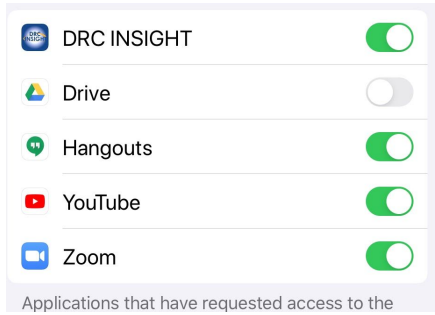 DRC INSIGHT
Drive
Hangouts
YouTube
Zoom
Applications that have requested access to the